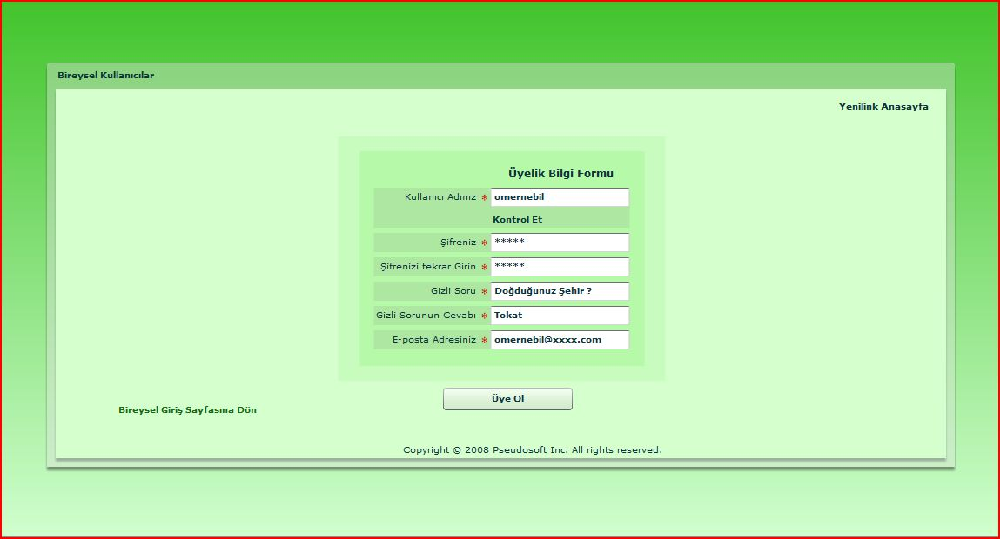 Bireysel Kullanıcılar
Yenilink Anasayfa
Üyelik Bilgi Formu
Kullanıcı Adınız * omernebil
Kontrol Et
Şifreniz * *****
Şifrenizi tekrar Girin * *****
Gizli Soru * Doğduğunuz Şehir ?
Gizli Sorunun Cevabı * Tokat
E-posta Adresiniz * omernebil@xxxx.com
Üye Ol
Bireysel Giriş Sayfasına Dön
Copyright © 2008 Pseudosoft Inc. All rights reserved.